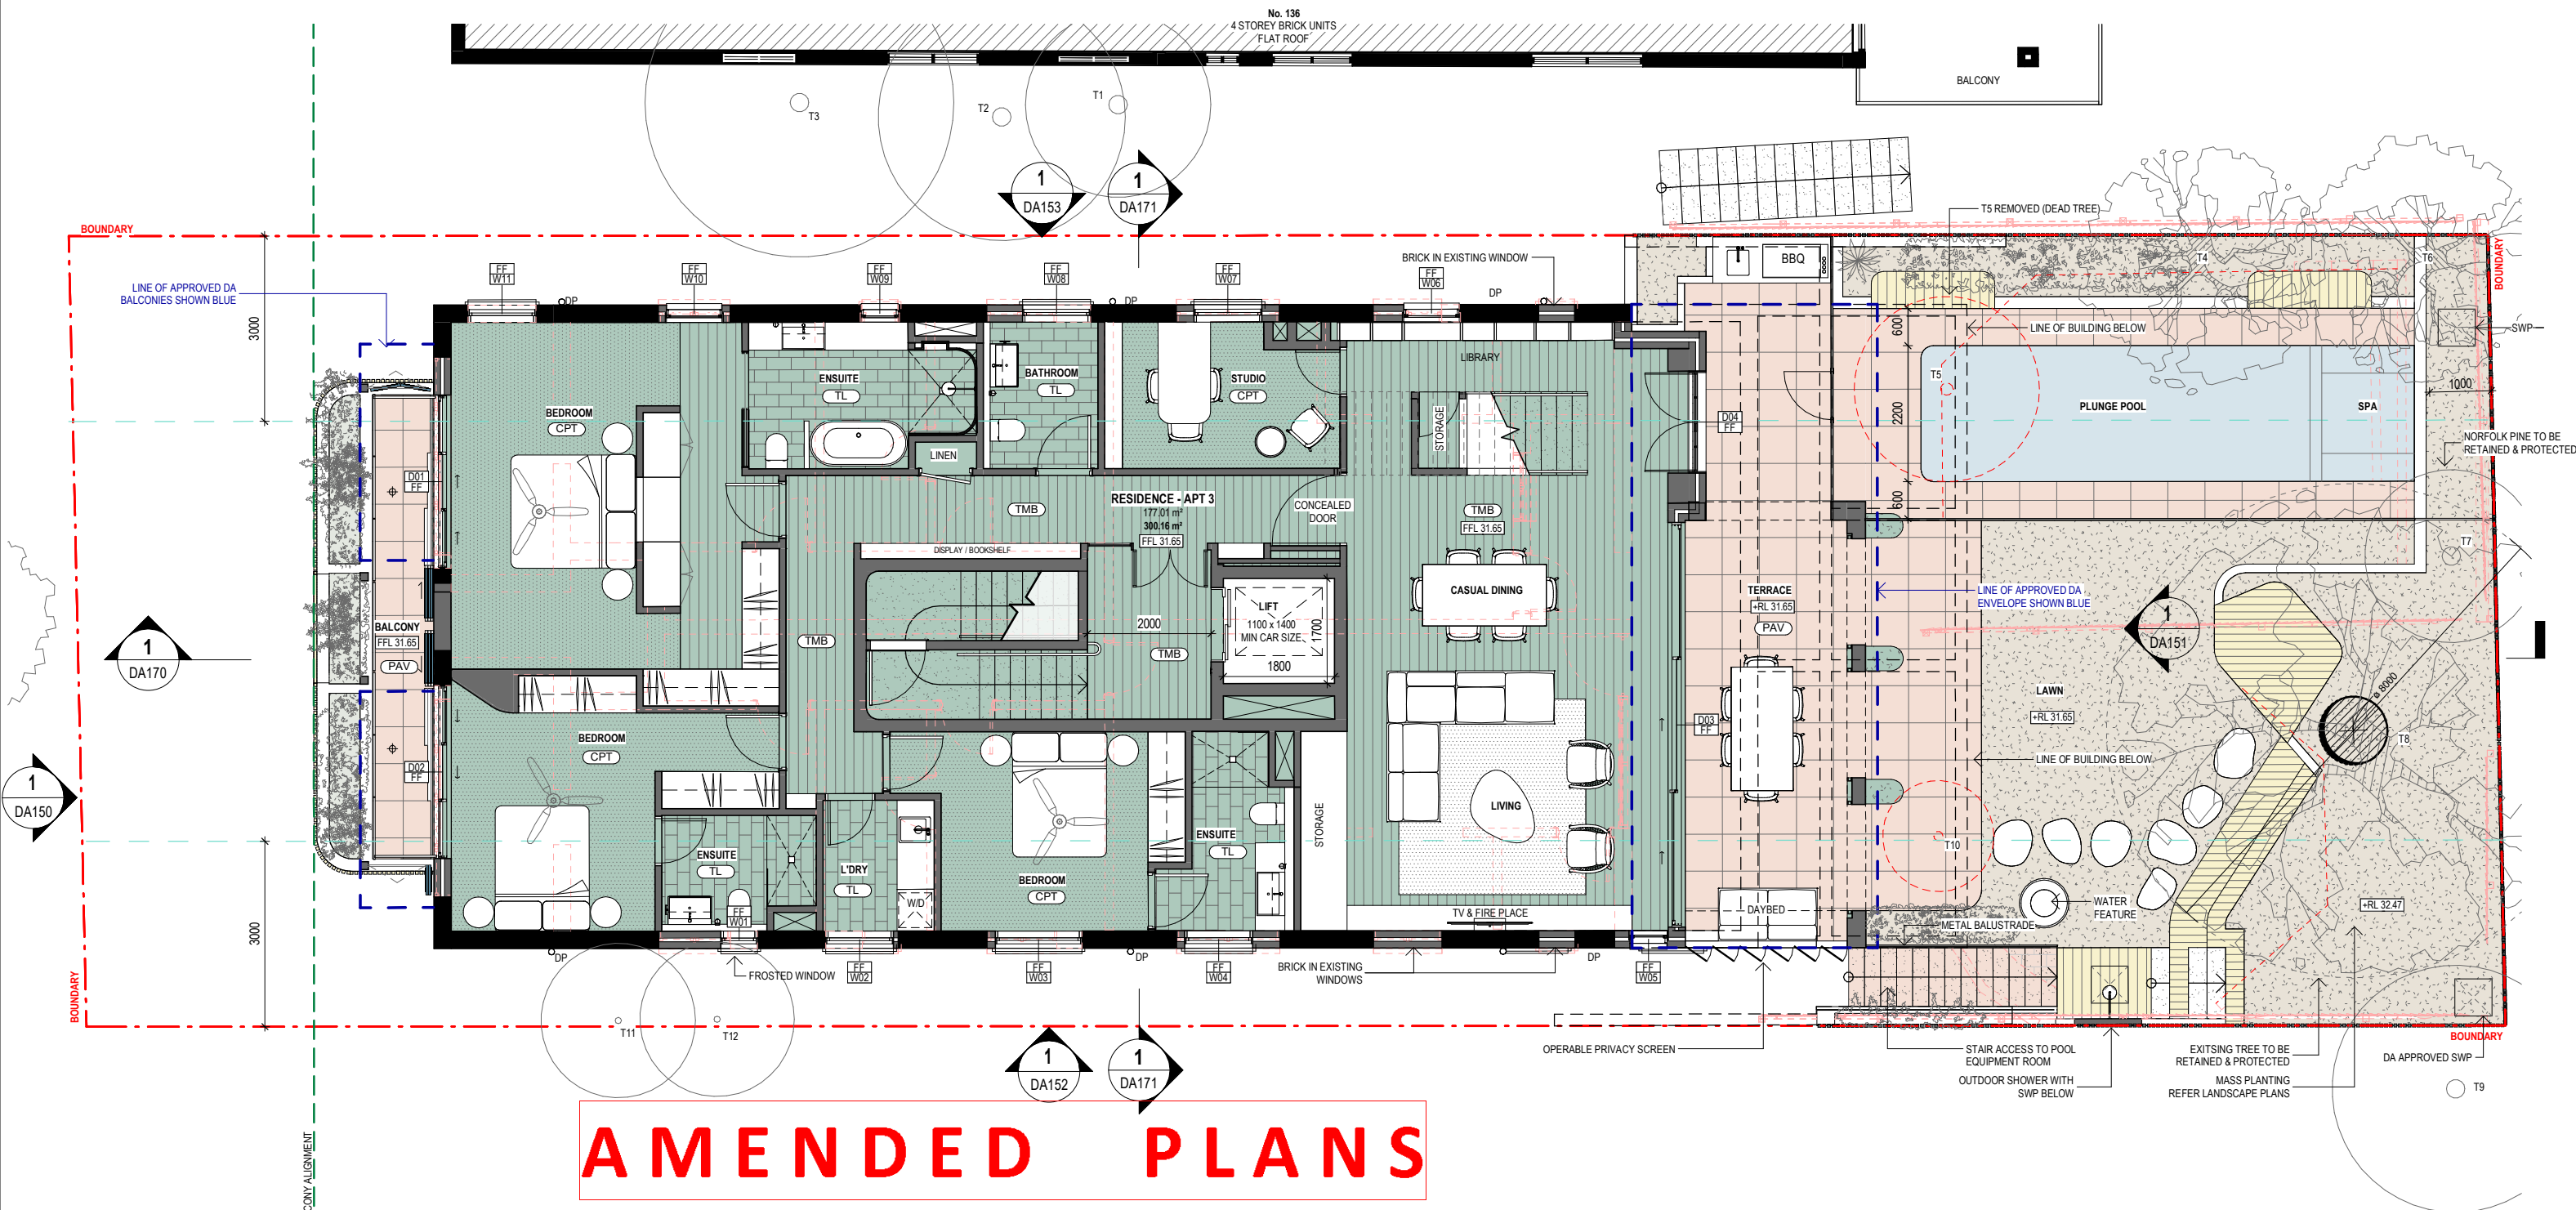 No. 136
4 STOREY BRICK UNITS
FLAT ROOF
BALCONY
T3
T2
T1
1
DA153
1
DA171
T5 REMOVED (DEAD TREE)
BOUNDARY
BOUNDARY
LINE OF APPROVED DA
BALCONIES SHOWN BLUE
3000
FF
W11
DP
FF
W10
FF
W09
FF
W08
DP
FF
W07
BRICK IN EXISTING WINDOW
FF
W06
DP
BBQ
T4
T6
LINE OF BUILDING BELOW
600
SWP
LIBRARY
ENSUITE
TL
BATHROOM
TL
STUDIO
CPT
BEDROOM
CPT
T5
1000
PLUNGE POOL
SPA
2200
D04
FF
STORAGE
LINEN
NORFOLK PINE TO BE
RETAINED & PROTECTED
D01
FF
RESIDENCE - APT 3
177.01 m²
300.16 m²
FFL 31.65
TMB
CONCEALED
DOOR
TMB
FFL 31.65
600
DISPLAY / BOOKSHELF
T7
CASUAL DINING
TERRACE
+RL 31.65
PAV
LINE OF APPROVED DA
ENVELOPE SHOWN BLUE
LIFT
1100 x 1400
MIN CAR SIZE
1700
1800
2000
TMB
TMB
BALCONY
FFL 31.65
PAV
1
DA170
1
DA151
LAWN
+RL 31.65
ø 8000
BEDROOM
CPT
D03
FF
T8
LINE OF BUILDING BELOW
D02
FF
1
DA150
LIVING
STORAGE
ENSUITE
TL
ENSUITE
TL
L'DRY
TL
BEDROOM
CPT
T10
W/D
FF
W01
TV & FIRE PLACE
DAYBED
WATER
FEATURE
+RL 32.47
METAL BALUSTRADE
3000
DP
FROSTED WINDOW
FF
W02
FF
W03
DP
FF
W04
BRICK IN EXISTING
WINDOWS
DP
FF
W05
BOUNDARY
T11
T12
BOUNDARY
OPERABLE PRIVACY SCREEN
STAIR ACCESS TO POOL
EQUIPMENT ROOM
EXITSING TREE TO BE
RETAINED & PROTECTED
DA APPROVED SWP
OUTDOOR SHOWER WITH
SWP BELOW
MASS PLANTING
REFER LANDSCAPE PLANS
T9
1
DA152
1
DA171
AMENDED PLANS
ALIGNMENT